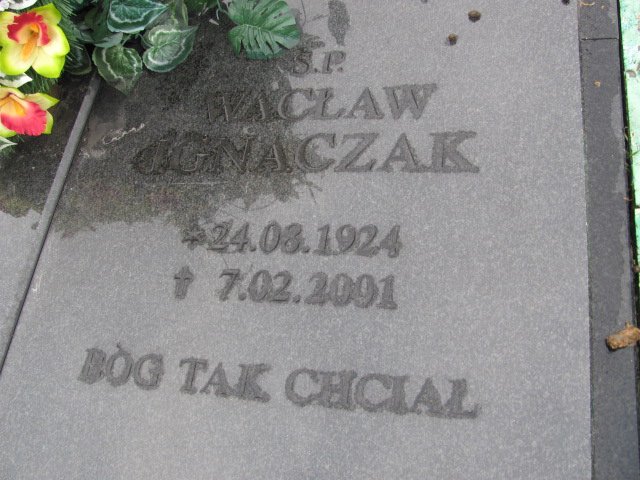 Ś.P.
WACŁAW
IGNACZAK
* 24.08.1924
† 7.02.2001
BÓG TAK CHCIAŁ